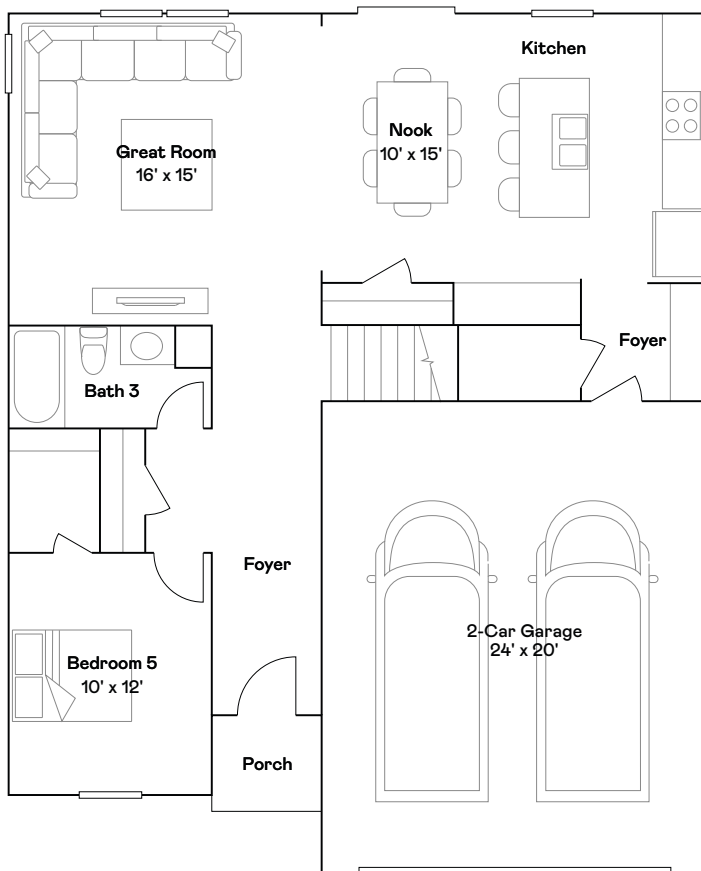 Kitchen
Great Room
16' x 15'
Nook
10' x 15'
Foyer
Bath 3
Foyer
2-Car Garage
24' x 20'
Bedroom 5
10' x 12'
Porch